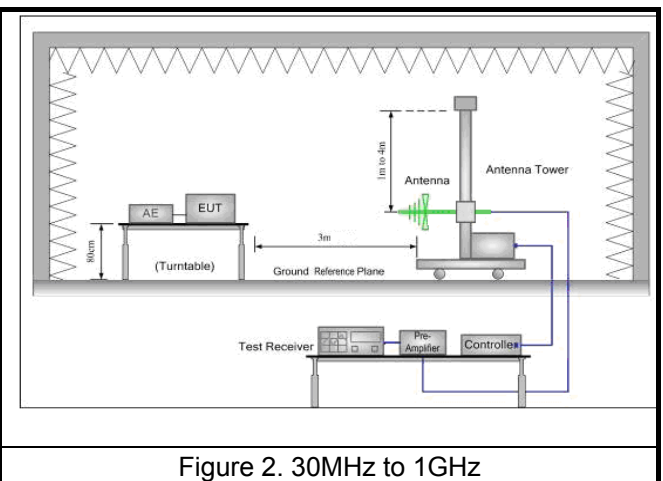 1m to 4m
Antenna
Antenna Tower
AE
EUT
80cm
3m
(Turntable)
Ground Reference Plane
Test Receiver
Pre-
Amplifier
Controller
Figure 2. 30MHz to 1GHz